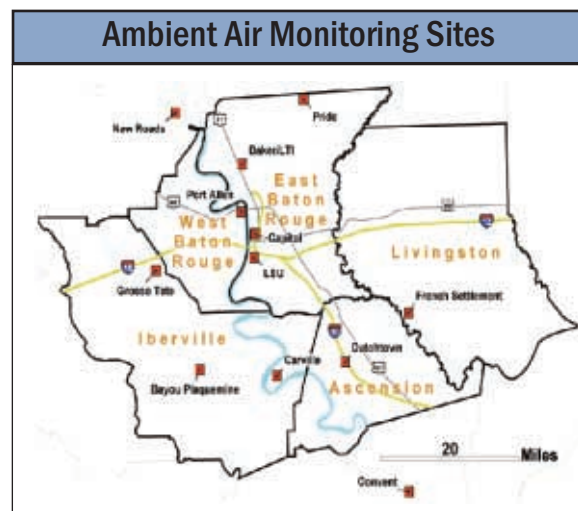 Ambient Air Monitoring Sites
Pride
New Roads
Baker/LTI
Port Allen
East
Baton
Rouge
West
Baton
Rouge
Capitol
LSU
Livingston
Grosse Tete
French Settlement
Iberville
Dutchtown
Carville
Bayou Plaquemine
Ascension
20
Miles
Convent